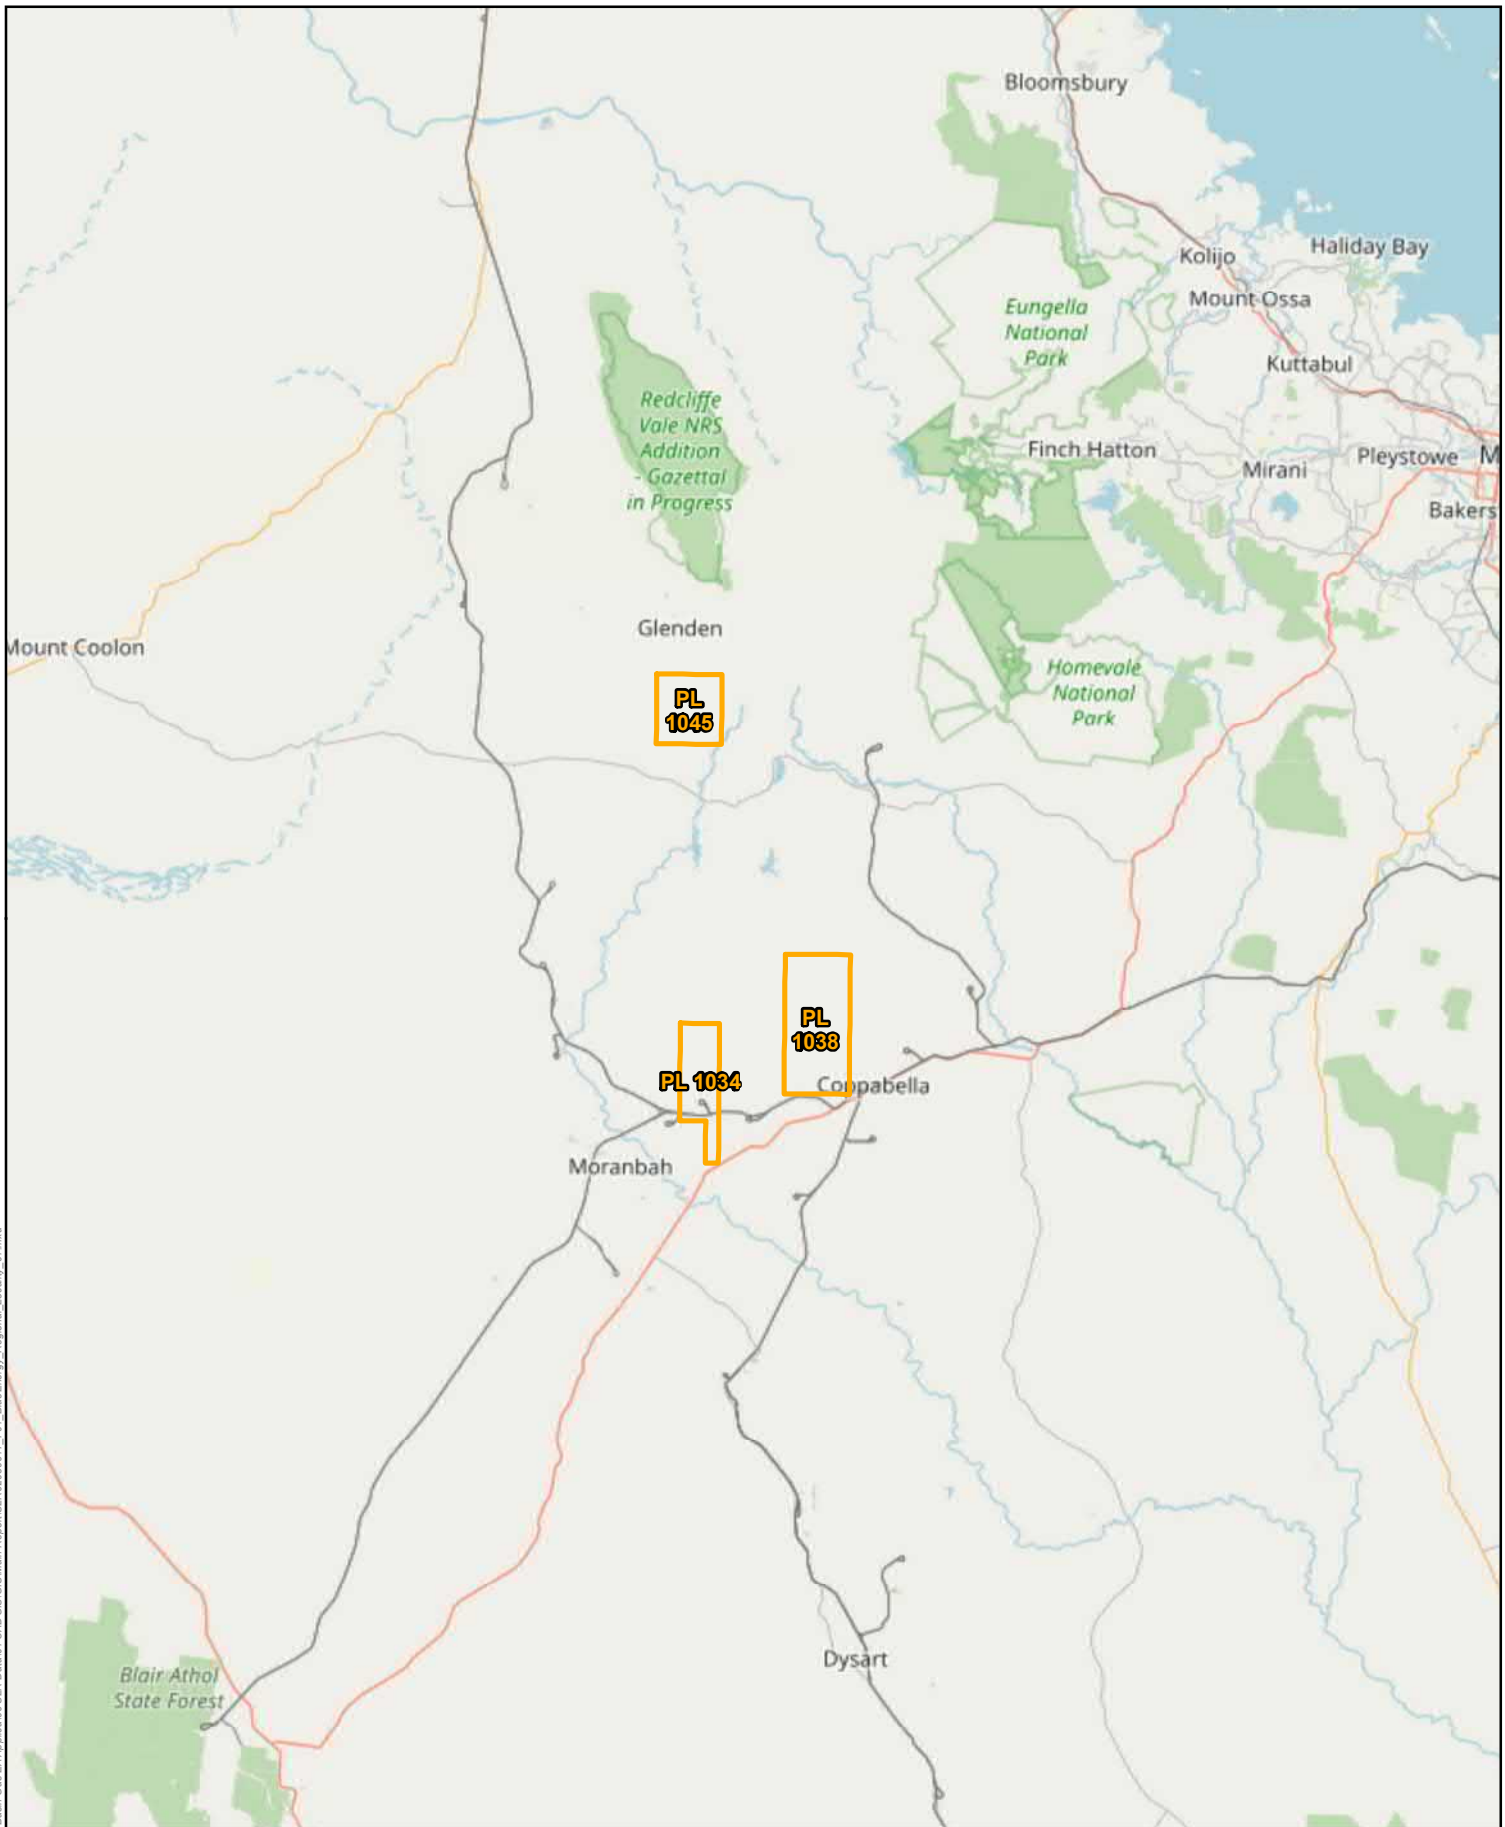 Bloomsbury
Kolijo
Haliday Bay
Mount Ossa
Eungella
National
Park
Kuttabul
Redcliffe
Vale NRS
Addition
- Gazettal
in Progress
Finch Hatton
Mirani
Pleystowe
M
Bakers
Glenden
Mount Coolon
Homevale
National
Park
PL
1045
PL
1038
PL 1034
Coppabella
Moranbah
Dysart
Blair Athol
State Forest